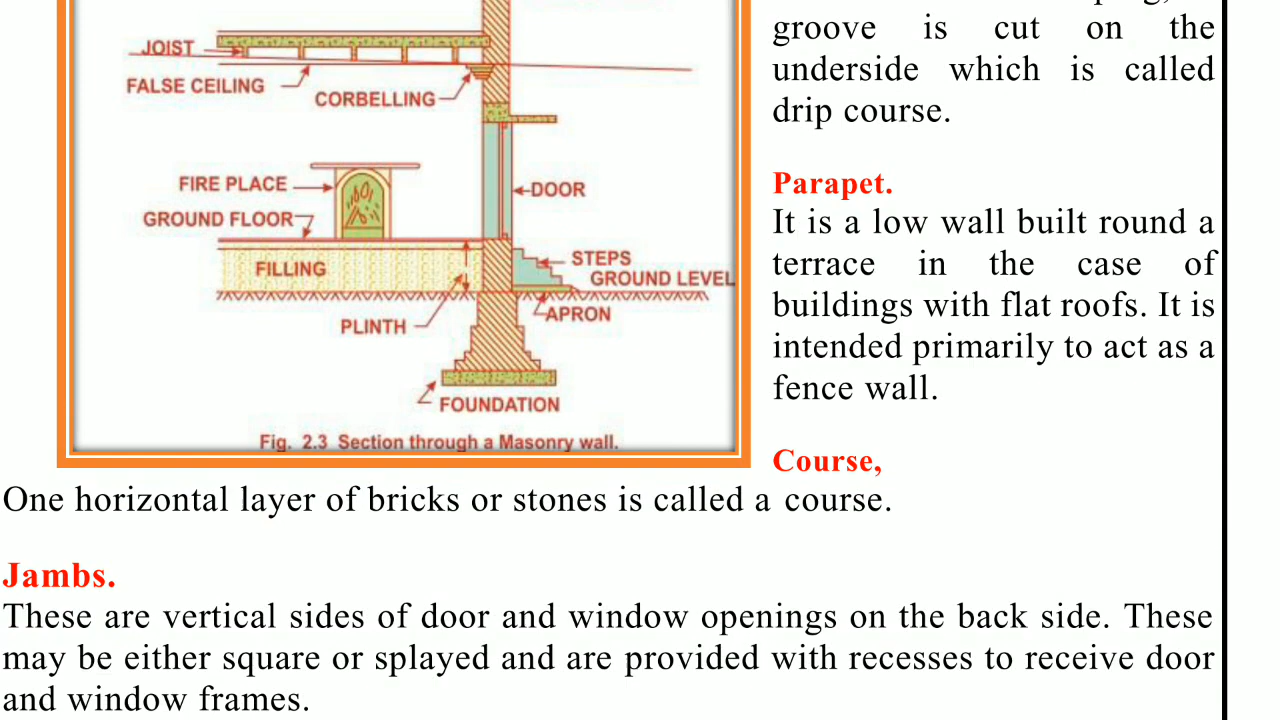 groove is cut on the
underside which is called
drip course.
JOIST
FALSE CEILING
CORBELLING
FIRE PLACE
DOOR
GROUND FLOOR
FILLING
STEPS
GROUND LEVEL
PLINTH
APRON
FOUNDATION
Fig. 2.3 Section through a Masonry wall.
Parapet.
It is a low wall built round a
terrace in the case of
buildings with flat roofs. It is
intended primarily to act as a
fence wall.
Course,
One horizontal layer of bricks or stones is called a course.
Jambs.
These are vertical sides of door and window openings on the back side. These
may be either square or splayed and are provided with recesses to receive door
and window frames.